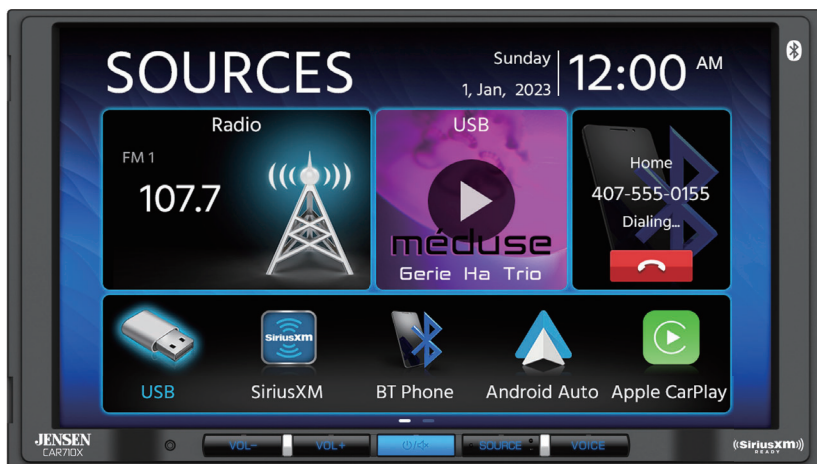 SOURCES
Sunday
1, Jan, 2023
12:00 AM
Radio
FM 1
107.7
USB
méduse
Gerie Ha Trio
Home
407-555-0155
Dialing...
USB
SiriusXM
SiriusXM
BT Phone
Android Auto
Apple CarPlay
JENSEN
CAR710X
VOL-
VOL+
SOURCE
VOICE
((SiriusXM))
READY